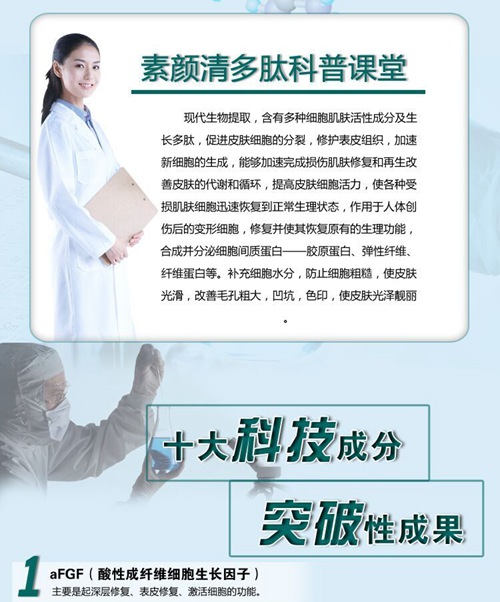 素颜清多肽科普课堂
现代生物提取，含有多种细胞肌肤活性成分及生
长多肽，促进皮肤细胞的分裂，修护表皮组织，加速
新细胞的生成，能够加速完成损伤肌肤修复和再生改
善皮肤的代谢和循环，提高皮肤细胞活力，使各种受
损肌肤细胞迅速恢复到正常生理状态，作用于人体创
伤后的变形细胞，修复并使其恢复原有的生理功能，
合成并分泌细胞间质蛋白——胶原蛋白、弹性纤维、
纤维蛋白等。补充细胞水分，防止细胞粗糙，使皮肤
光滑，改善毛孔粗大，凹坑，色印，使皮肤光泽靓丽
。
十大科技成分
突破性成果
1 aFGF（酸性成纤维细胞生长因子）
主要是起深层修复、表皮修复、激活细胞的功能。